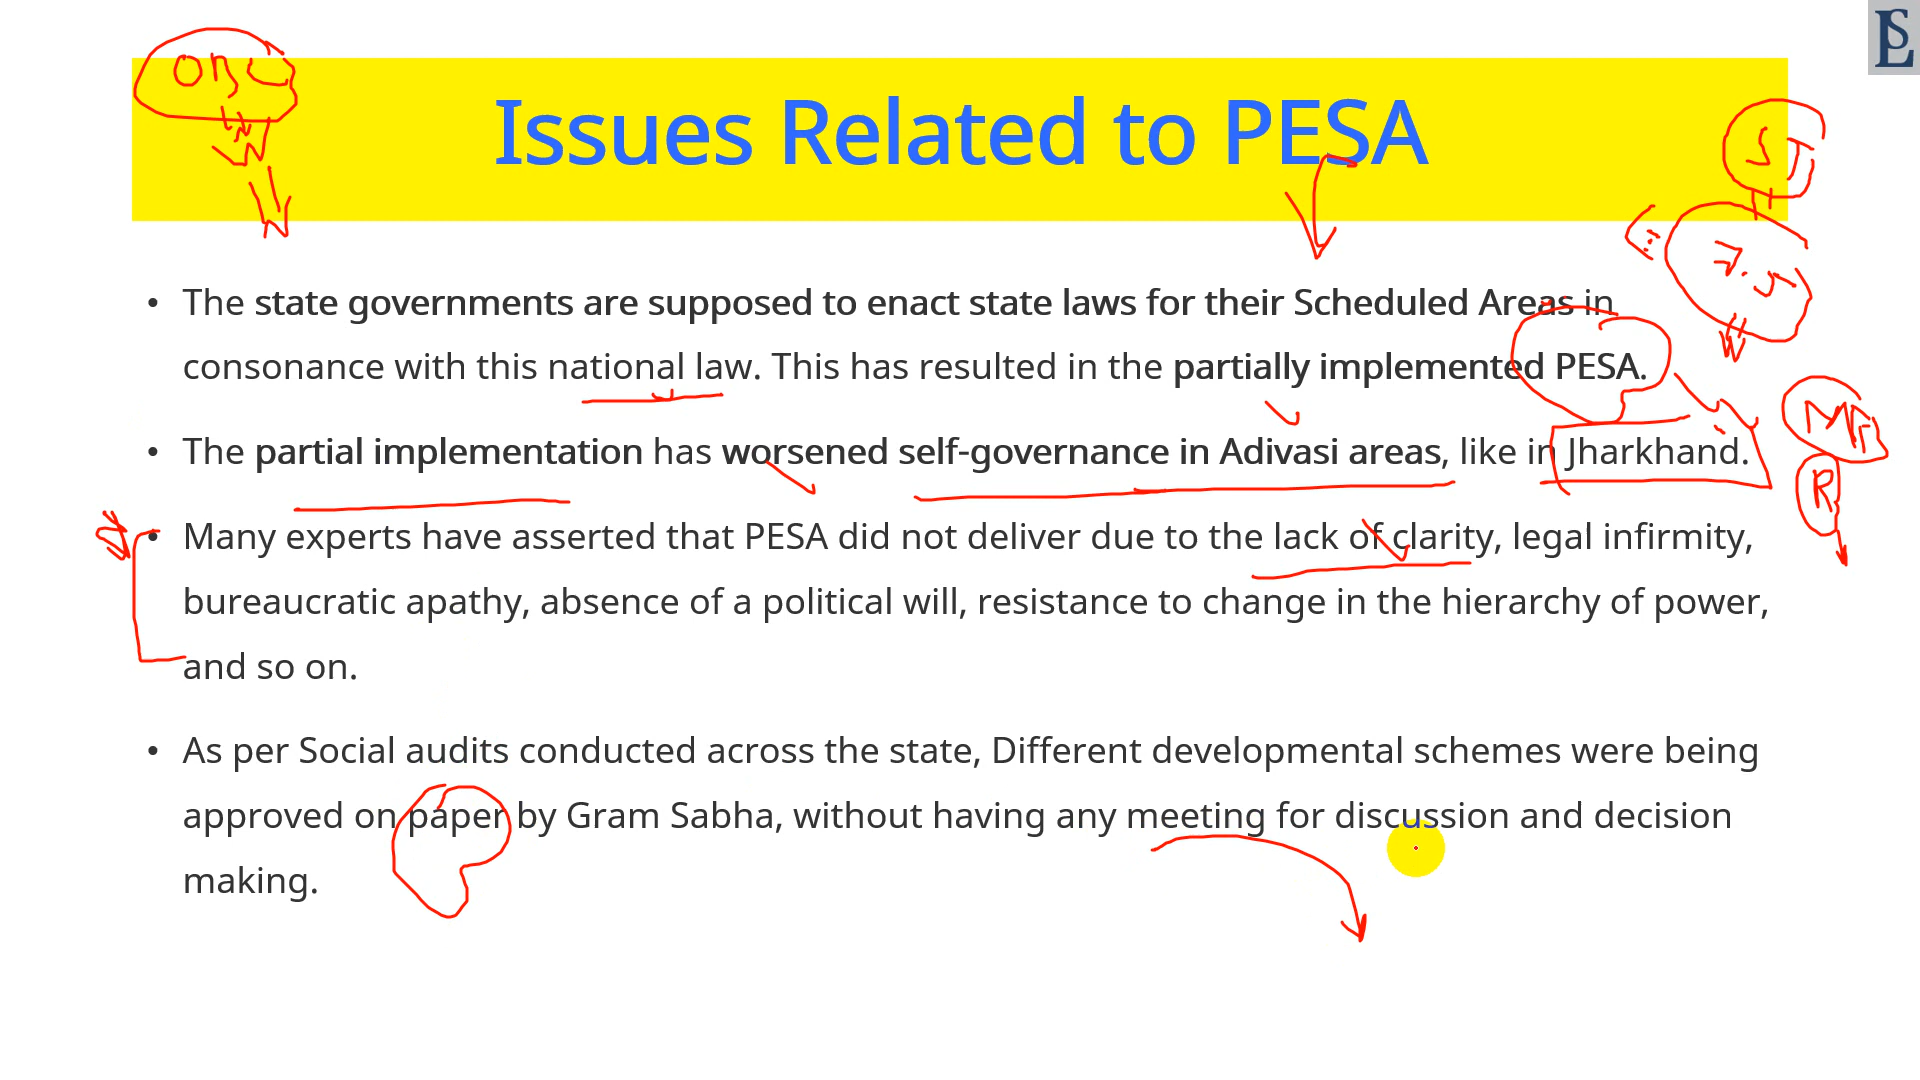 Issues Related to PESA
• The state governments are supposed to enact state laws for their Scheduled Areas in
consonance with this national law. This has resulted in the partially implemented PESA.
• The partial implementation has worsened self-governance in Adivasi areas, like in Jharkhand.
• Many experts have asserted that PESA did not deliver due to the lack of clarity, legal infirmity,
bureaucratic apathy, absence of a political will, resistance to change in the hierarchy of power,
and so on.
• As per Social audits conducted across the state, Different developmental schemes were being
approved on paper by Gram Sabha, without having any meeting for discussion and decision
making.
R